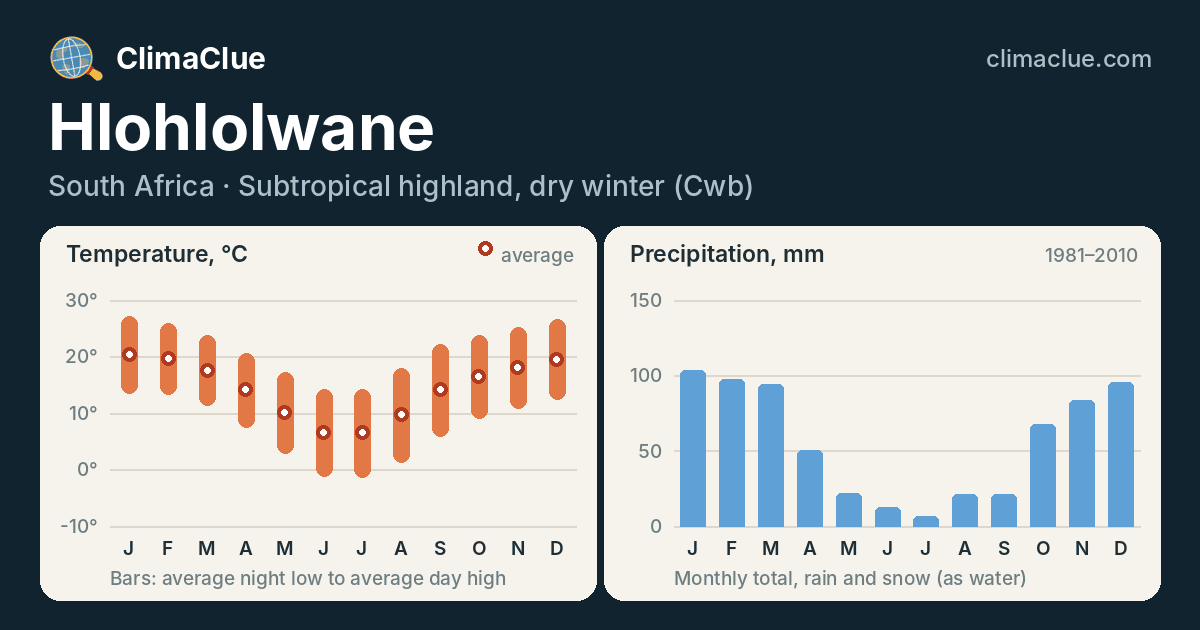 ClimaClue
climaclue.com
Hlohlolwane
South Africa · Subtropical highland, dry winter (Cwb)
Temperature, °C
average
30°
20°
10°
0°
-10°
J F M A M J J A S O N D
Bars: average night low to average day high
Precipitation, mm
1981–2010
150
100
50
0
J F M A M J J A S O N D
Monthly total, rain and snow (as water)